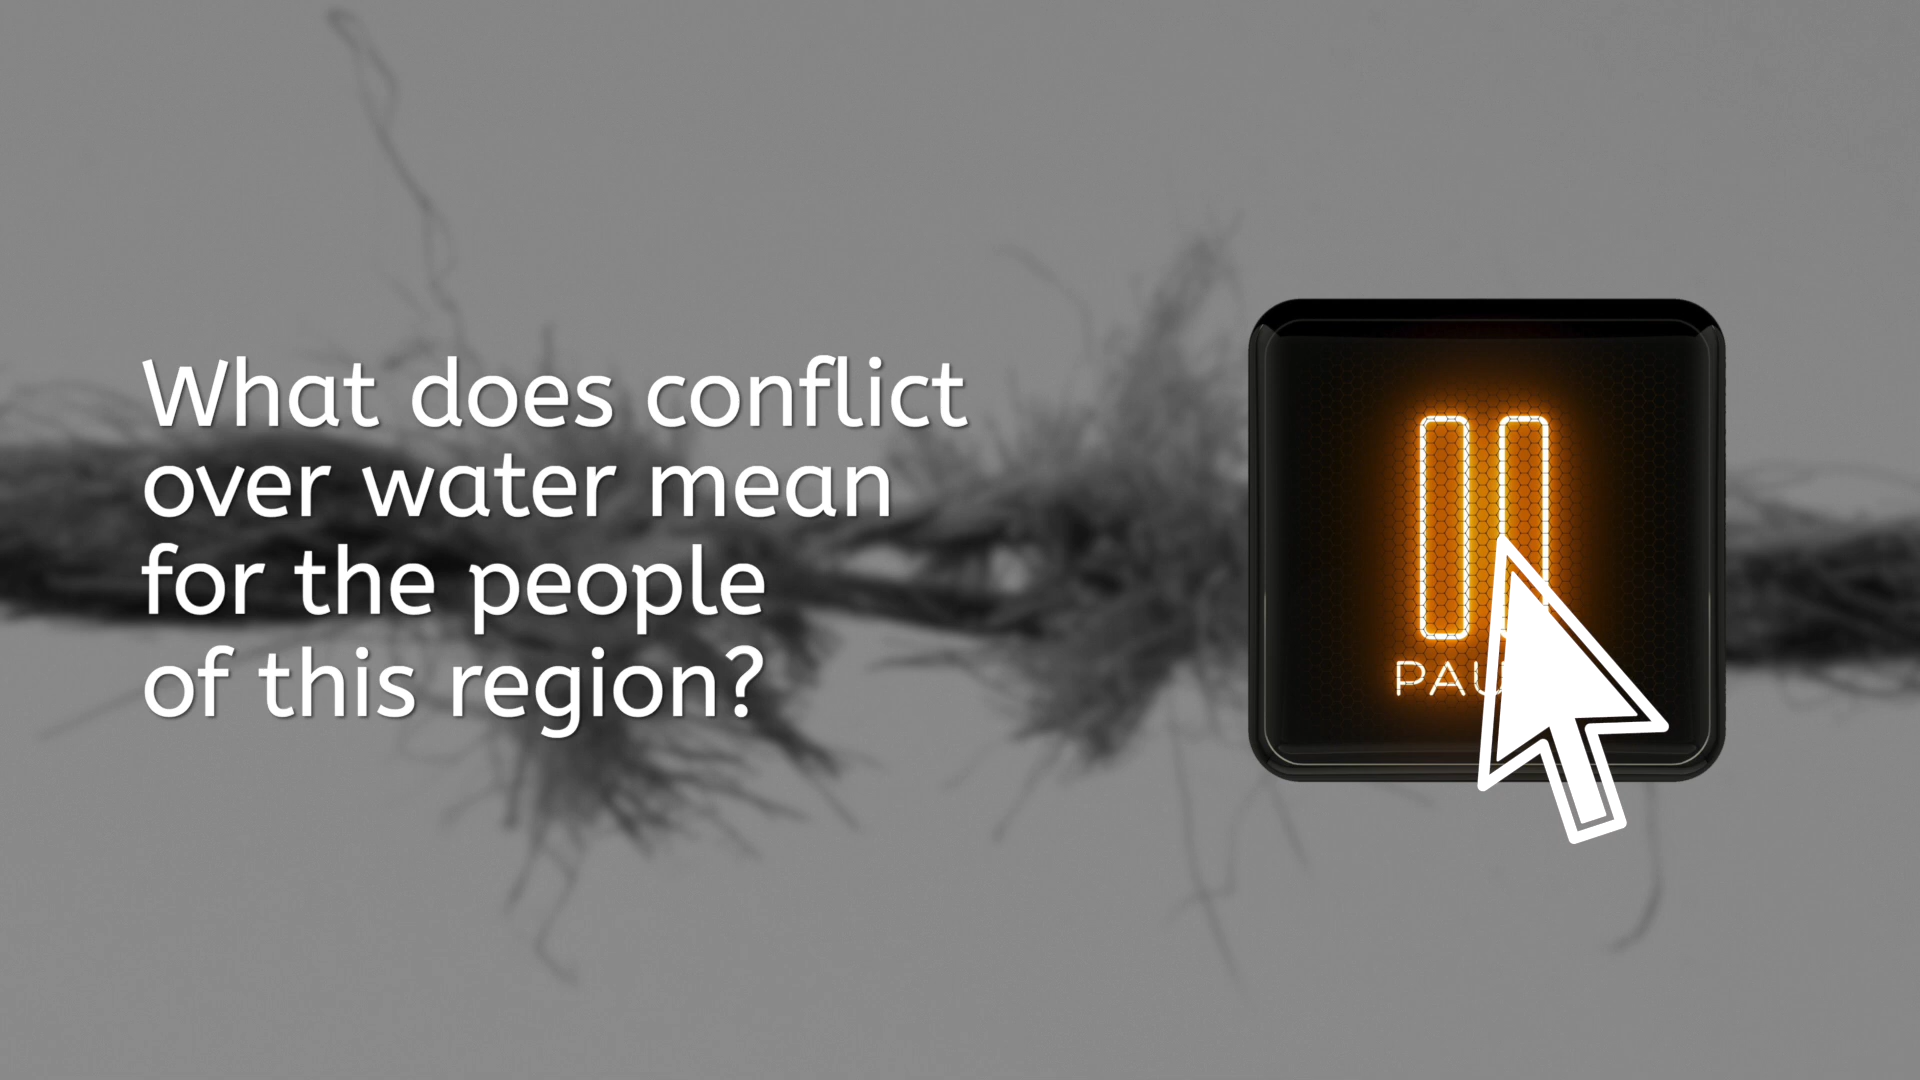 What does conflict
over water mean
for the people
of this region?